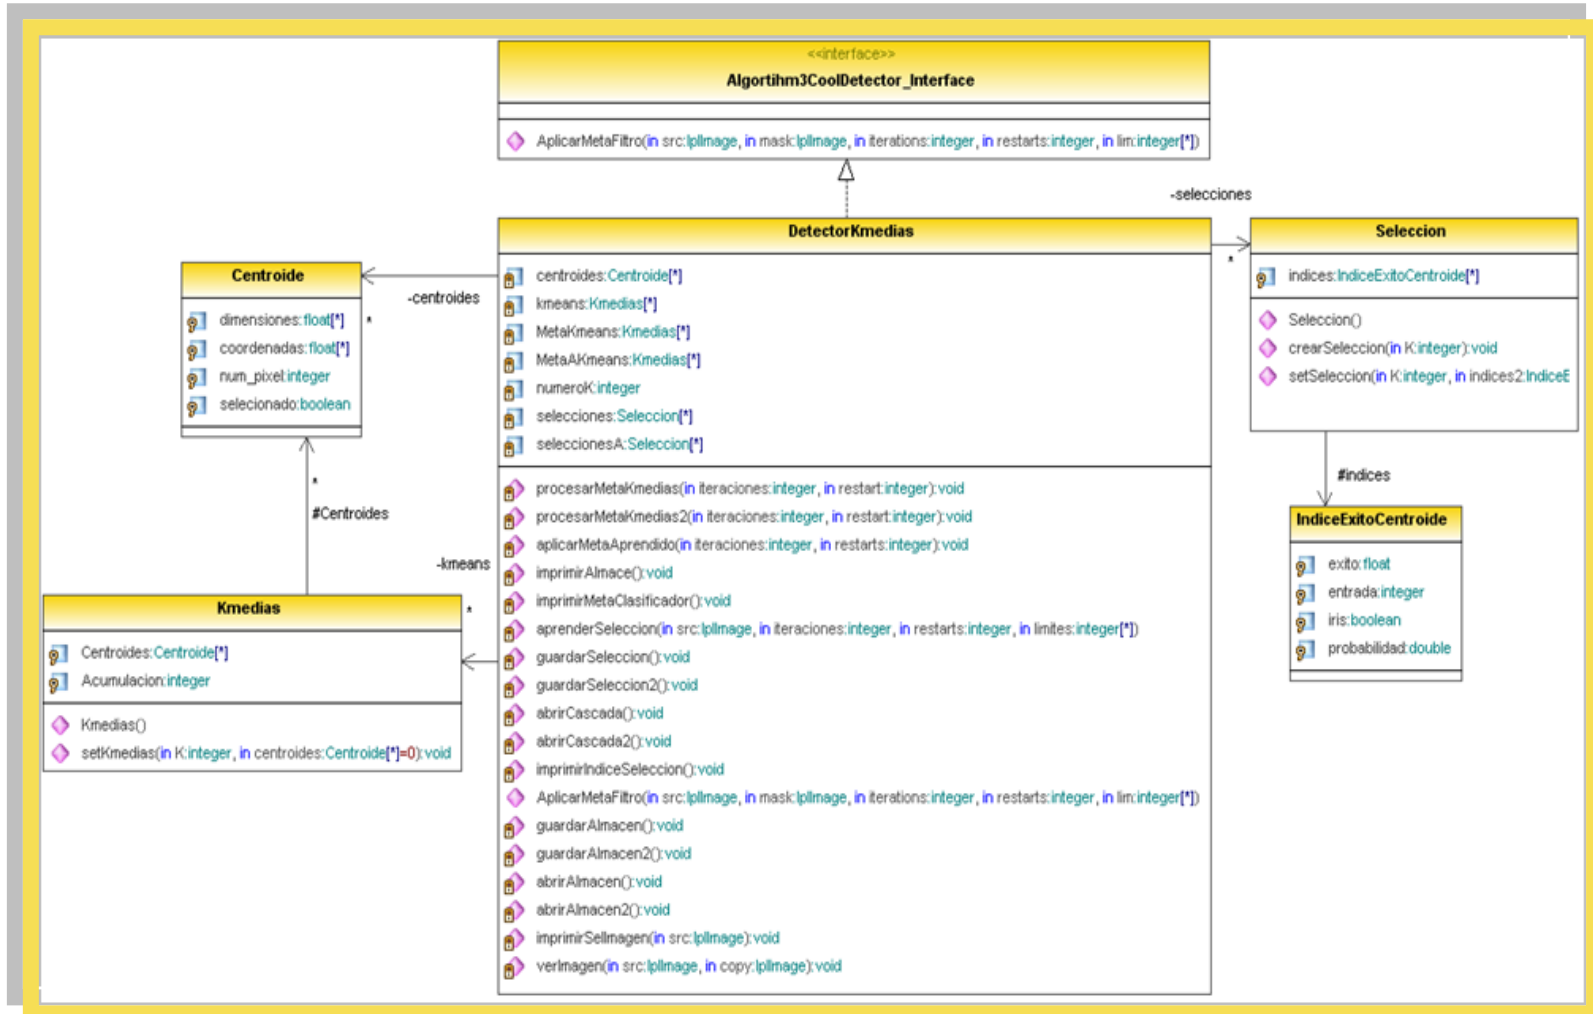 <<interface>>
Algortihm3CoolDetector_Interface
AplicarMetaFiltro(in src:IplImage, in mask:IplImage, in iterations:integer, in restarts:integer, in lim:integer[*])
-selecciones
*
DetectorKmedias
centroides:Centroide[*]
kmeans:Kmedias[*]
MetaKmeans:Kmedias[*]
MetaAKmeans:Kmedias[*]
numeroK:integer
selecciones:Seleccion[*]
seleccionesA:Seleccion[*]
procesarMetaKmedias(in iteraciones:integer, in restart:integer):void
procesarMetaKmedias2(in iteraciones:integer, in restart:integer):void
aplicarMetaAprendido(in iteraciones:integer, in restarts:integer):void
imprimirAlmace():void
imprimirMetaClasificador():void
aprenderSeleccion(in src:IplImage, in iteraciones:integer, in restarts:integer, in limites:integer[*])
guardarSeleccion():void
guardarSeleccion2():void
abrirCascada():void
abrirCascada2():void
imprimirIndiceSeleccion():void
AplicarMetaFiltro(in src:IplImage, in mask:IplImage, in iterations:integer, in restarts:integer, in lim:integer[*])
guardarAlmacen():void
guardarAlmacen2():void
abrirAlmacen():void
abrirAlmacen2():void
imprimirSelImagen(in src:IplImage):void
verImagen(in src:IplImage, in copy:IplImage):void
Centroide
dimensiones:float[*]
coordenadas:float[*]
num_pixel:integer
selecionado:boolean
-centroides
*
*
#Centroides
-kmeans
*
Kmedias
Centroides:Centroide[*]
Acumulacion:integer
Kmedias()
setKmedias(in K:integer, in centroides:Centroide[*]=0):void
Seleccion
indices:IndiceExitoCentroide[*]
Seleccion()
crearSeleccion(in K:integer):void
setSeleccion(in K:integer, in indices2:IndiceE
#indices
IndiceExitoCentroide
exito:float
entrada:integer
iris:boolean
probabilidad:double